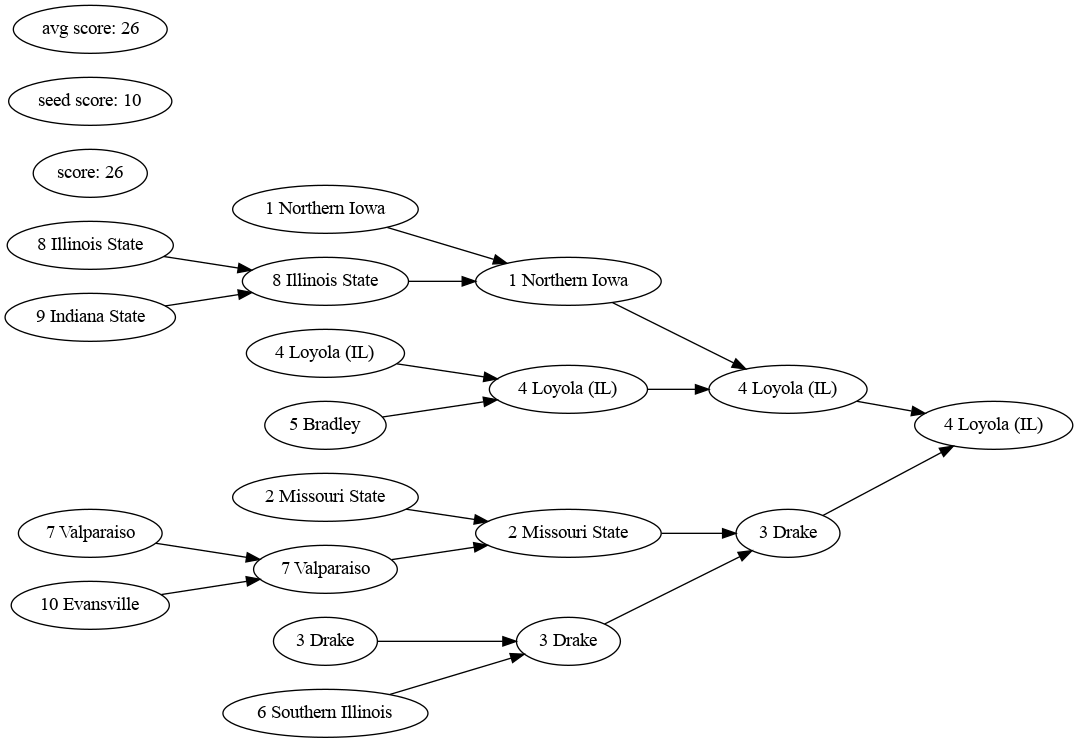 avg score: 26
seed score: 10
score: 26
1 Northern Iowa
8 Illinois State
8 Illinois State
1 Northern Iowa
9 Indiana State
4 Loyola (IL)
4 Loyola (IL)
4 Loyola (IL)
5 Bradley
4 Loyola (IL)
2 Missouri State
7 Valparaiso
2 Missouri State
3 Drake
7 Valparaiso
10 Evansville
3 Drake
3 Drake
6 Southern Illinois